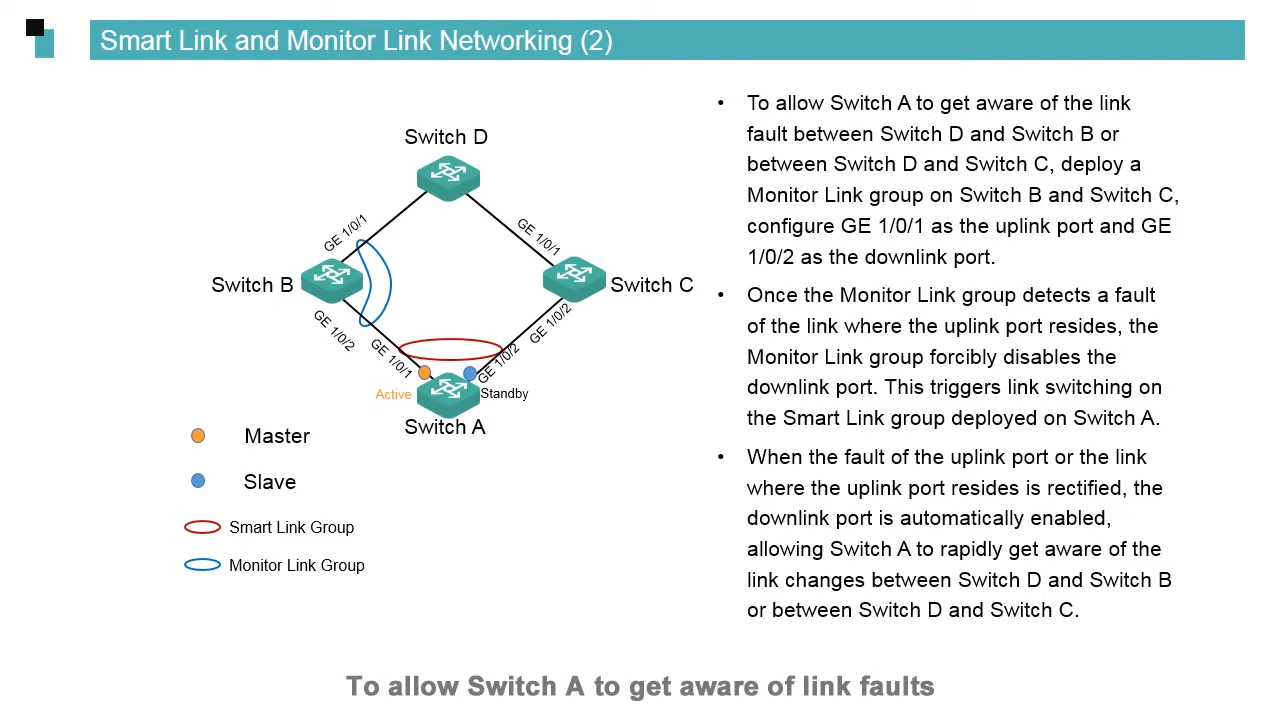 Smart Link and Monitor Link Networking (2)
Switch D
GE 1/0/1
GE 1/0/1
Switch B
Switch C
GE 1/0/2
GE 1/0/2
GE 1/0/1
GE 1/0/2
Active
Standby
Switch A
Master
Slave
Smart Link Group
Monitor Link Group
• To allow Switch A to get aware of the link
fault between Switch D and Switch B or
between Switch D and Switch C, deploy a
Monitor Link group on Switch B and Switch C,
configure GE 1/0/1 as the uplink port and GE
1/0/2 as the downlink port.
• Once the Monitor Link group detects a fault
of the link where the uplink port resides, the
Monitor Link group forcibly disables the
downlink port. This triggers link switching on
the Smart Link group deployed on Switch A.
• When the fault of the uplink port or the link
where the uplink port resides is rectified, the
downlink port is automatically enabled,
allowing Switch A to rapidly get aware of the
link changes between Switch D and Switch B
or between Switch D and Switch C.
To allow Switch A to get aware of link faults